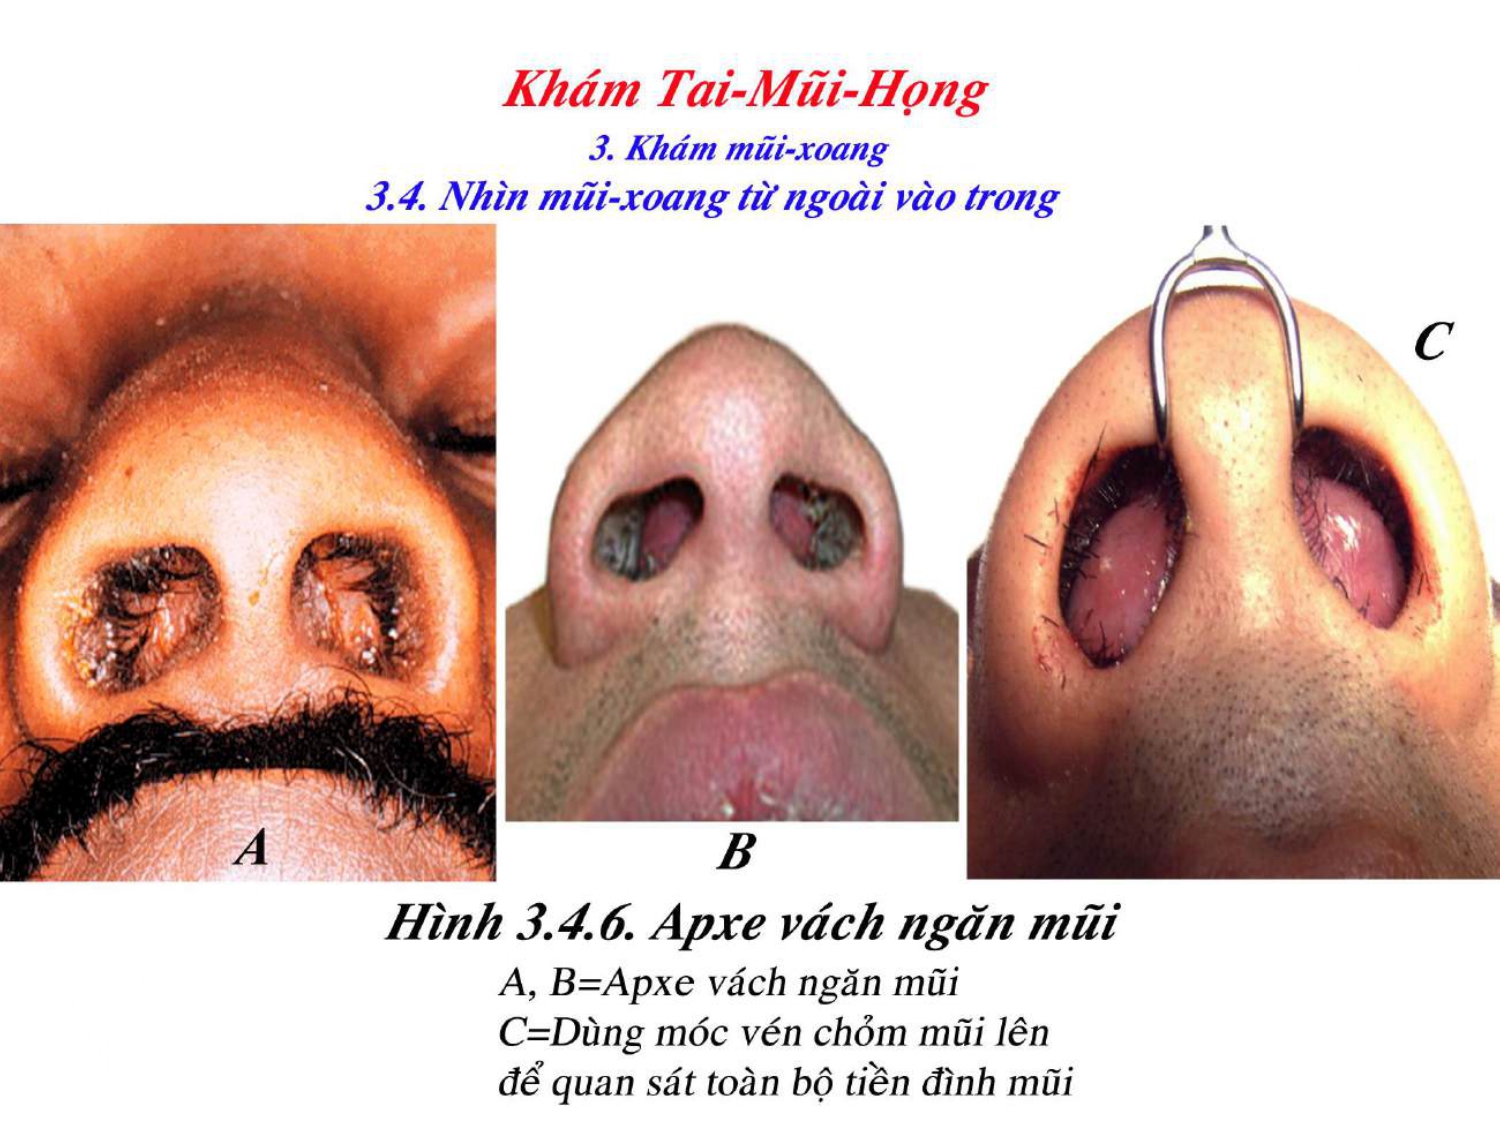 Khám Tai-Mũi-Họng
3. Khám mũi-xoang
3.4. Nhìn mũi-xoang từ ngoài vào trong
C
A
B
Hình 3.4.6. Apxe vách ngăn mũi
A, B=Apxe vách ngăn mũi
C=Dùng móc vén chỏm mũi lên
để quan sát toàn bộ tiền đình mũi